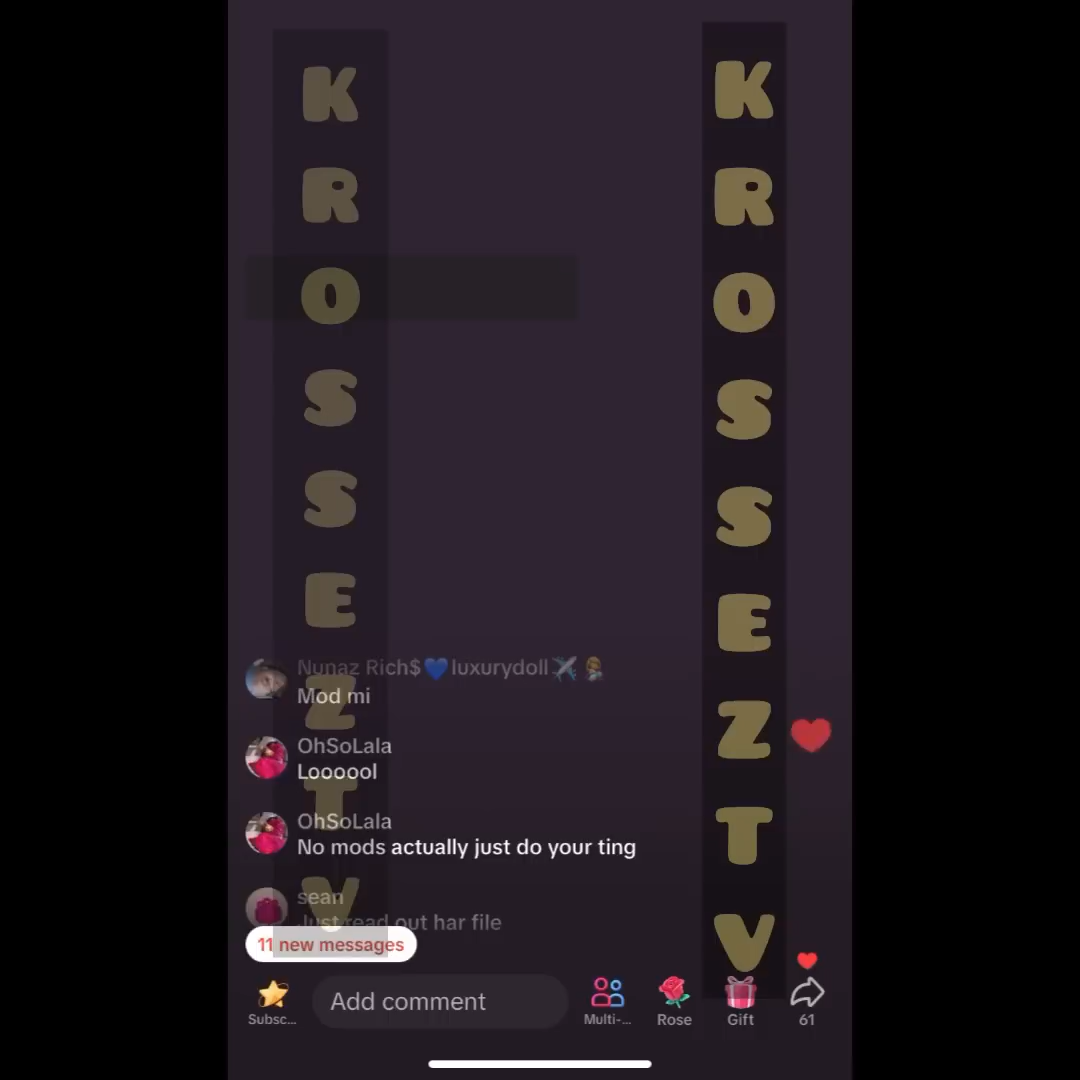 K
R
O
S
S
E
Z
T
V
K
R
O
S
S
E
Z
T
V
Nunaz Rich$💙luxurydoll✈️🤱
Mod mi
OhSoLala
Loooool
OhSoLala
No mods actually just do your ting
sean
Just read out har file
11 new messages
Subsc...
Add comment
Multi-...
Rose
Gift
61